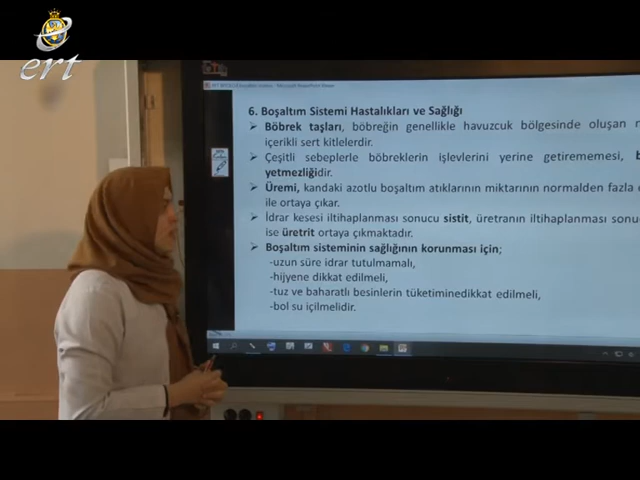 ert
6. Boşaltım Sistemi Hastalıkları ve Sağlığı
➢ Böbrek taşları, böbreğin genellikle havuzcuk bölgesinde oluşan
içerikli sert kitlelerdir.
➢ Çeşitli sebeplerle böbreklerin işlevlerini yerine getirememesi,
yetmezliğidir.
➢ Üremi, kandaki azotlu boşaltım atıklarının miktarının normalden fazla
ile ortaya çıkar.
➢ İdrar kesesi iltihaplanması sonucu sistit, üretranın iltihaplanması
ise üretrit ortaya çıkmaktadır.
➢ Boşaltım sisteminin sağlığının korunması için;
-uzun süre idrar tutulmamalı,
-hijyene dikkat edilmeli,
-tuz ve baharatlı besinlerin tüketiminedikkat edilmeli,
-bol su içilmelidir.